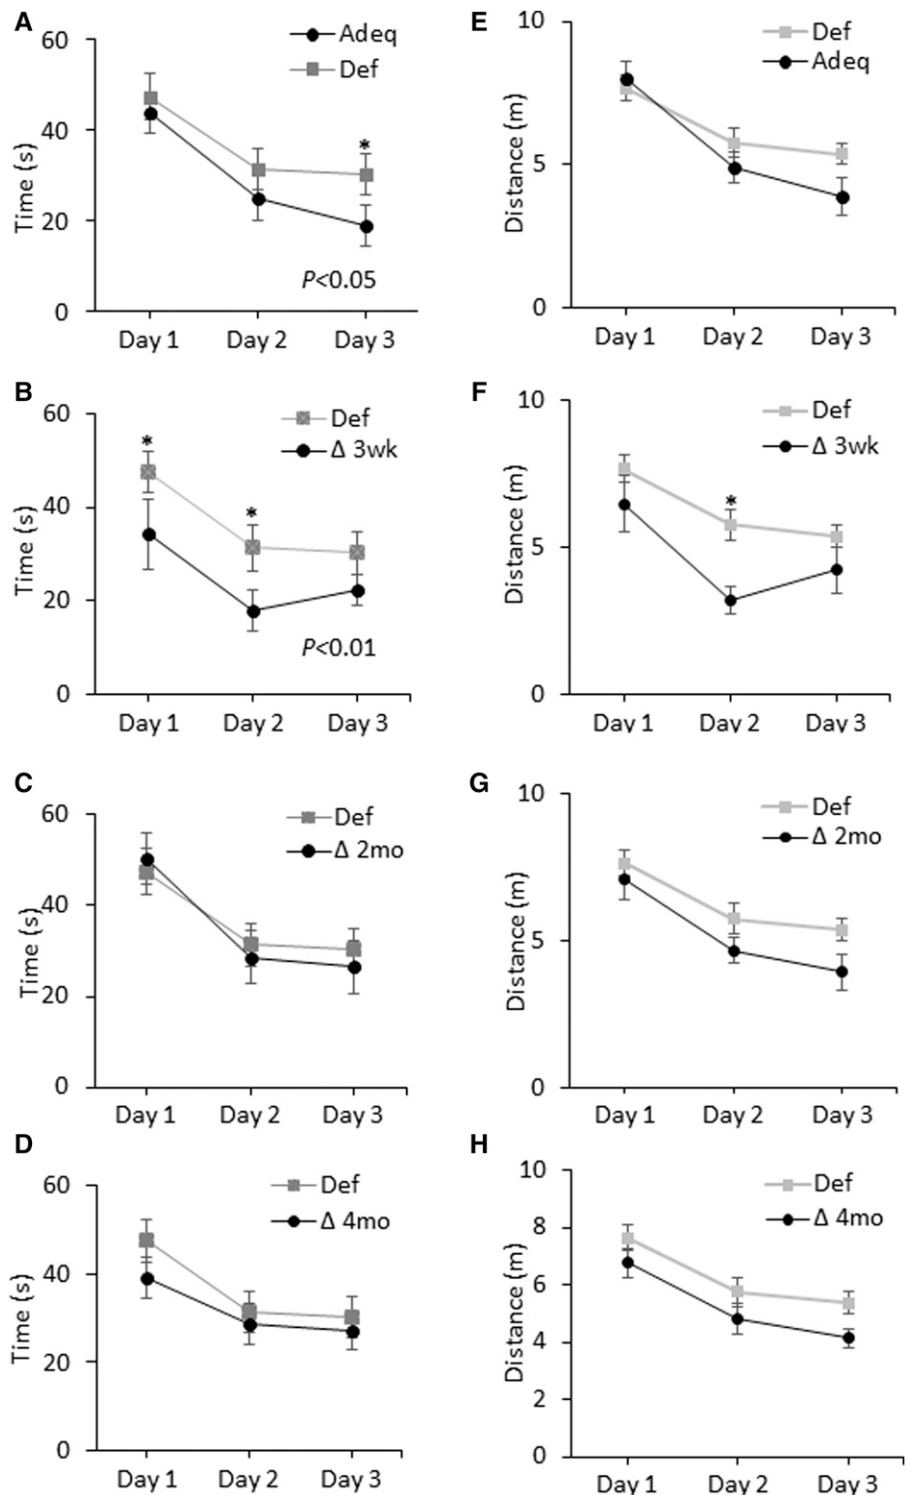 A
60
40
20
0
Time (s)
Adeq
Def
*
P<0.05
Day 1 Day 2 Day 3
E
10
5
0
Distance (m)
Def
Adeq
Day 1 Day 2 Day 3
B
60
40
20
0
Time (s)
Def
Δ 3wk
*
*
P<0.01
Day 1 Day 2 Day 3
F
10
5
0
Distance (m)
Def
Δ 3wk
*
Day 1 Day 2 Day 3
C
60
40
20
0
Time (s)
Def
Δ 2mo
Day 1 Day 2 Day 3
G
10
5
0
Distance (m)
Def
Δ 2mo
Day 1 Day 2 Day 3
D
60
40
20
0
Time (s)
Def
Δ 4mo
Day 1 Day 2 Day 3
H
10
8
6
4
2
0
Distance (m)
Def
Δ 4mo
Day 1 Day 2 Day 3